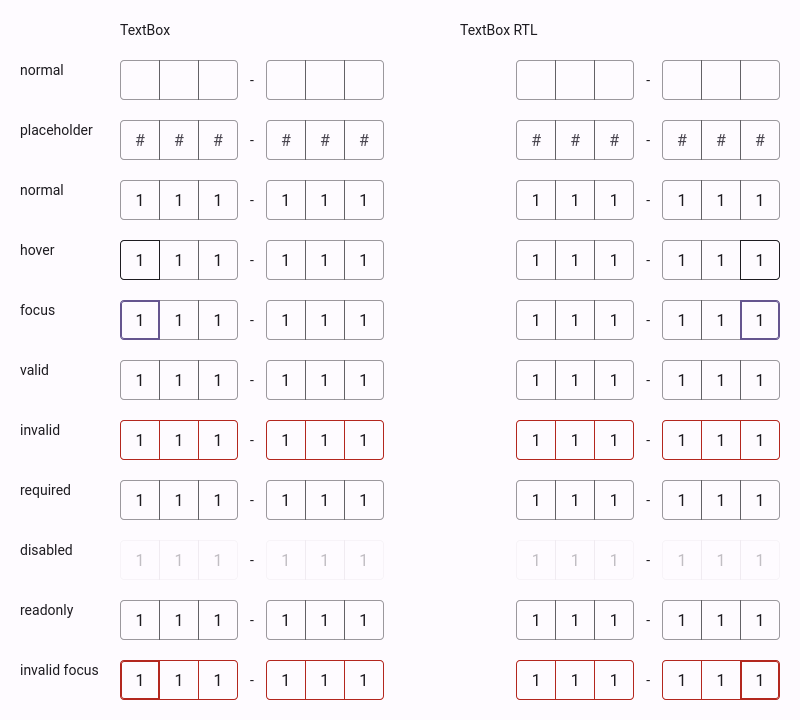 TextBox TextBox RTL
normal - -
placeholder # # # - # # # # # # - # # #
normal 1 1 1 - 1 1 1 1 1 1 - 1 1 1
hover 1 1 1 - 1 1 1 1 1 1 - 1 1 1
focus 1 1 1 - 1 1 1 1 1 1 - 1 1 1
valid 1 1 1 - 1 1 1 1 1 1 - 1 1 1
invalid 1 1 1 - 1 1 1 1 1 1 - 1 1 1
required 1 1 1 - 1 1 1 1 1 1 - 1 1 1
disabled 1 1 1 - 1 1 1 1 1 1 - 1 1 1
readonly 1 1 1 - 1 1 1 1 1 1 - 1 1 1
invalid focus 1 1 1 - 1 1 1 1 1 1 - 1 1 1